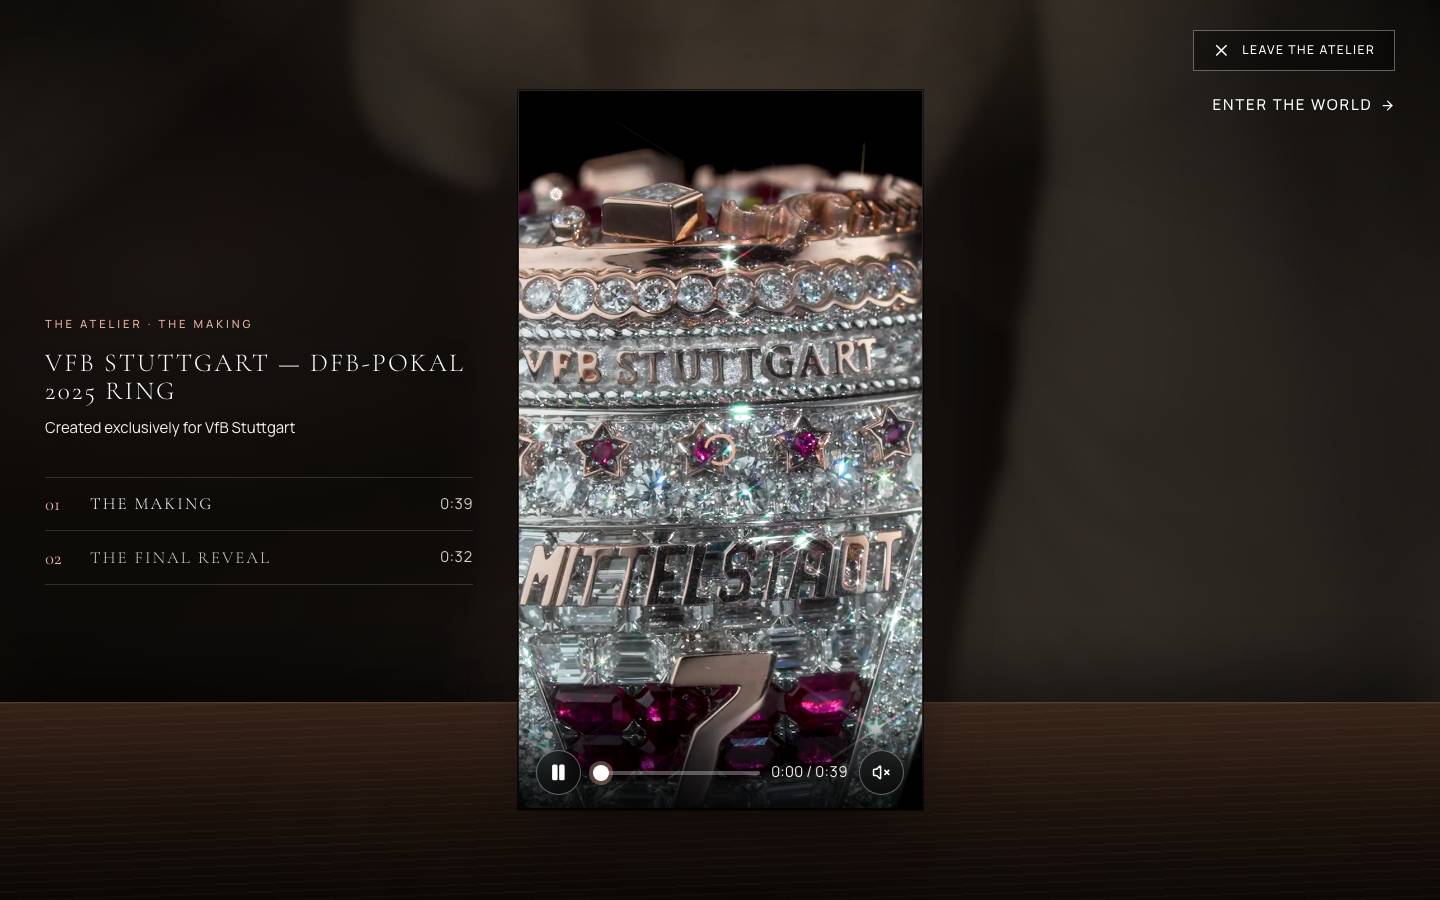 LEAVE THE ATELIER
ENTER THE WORLD →
THE ATELIER · THE MAKING
VFB STUTTGART — DFB-POKAL
2025 RING
Created exclusively for VfB Stuttgart
01 THE MAKING 0:39
02 THE FINAL REVEAL 0:32
VFB STUTTGART
MITTELSTADT
7
0:00 / 0:39